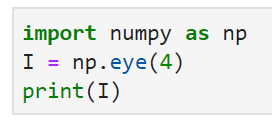 import numpy as np
I = np.eye(4)
print(I)